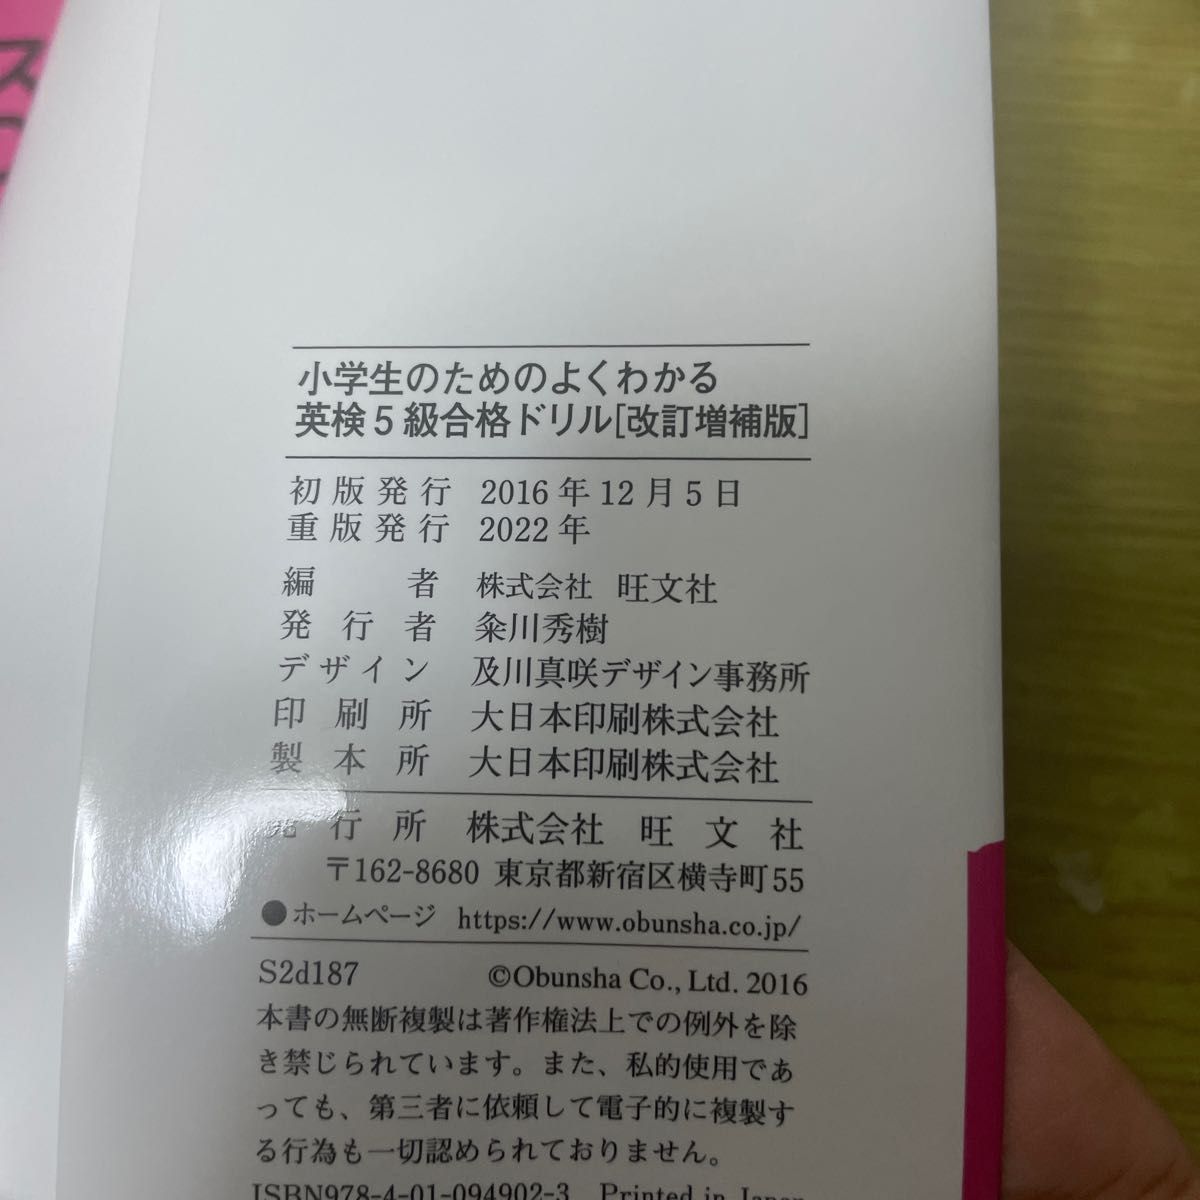 ス
小学生のためのよくわかる
英検5級合格ドリル[改訂増補版]
初版発行 2016年12月5日
重版発行 2022年
編者 株式会社 旺文社
発行者 粂川秀樹
デザイン 及川真咲デザイン事務所
印刷所 大日本印刷株式会社
製本所 大日本印刷株式会社
発行所 株式会社 旺文社
〒162-8680 東京都新宿区横寺町55
●ホームページ https://www.obunsha.co.jp/
S2d187 ©Obunsha Co., Ltd. 2016
本書の無断複製は著作権法上での例外を除
き禁じられています。また、私的使用であ
っても、第三者に依頼して電子的に複製す
る行為も一切認められておりません。
ISBN978-4-01-094902-3 Printed in Japan